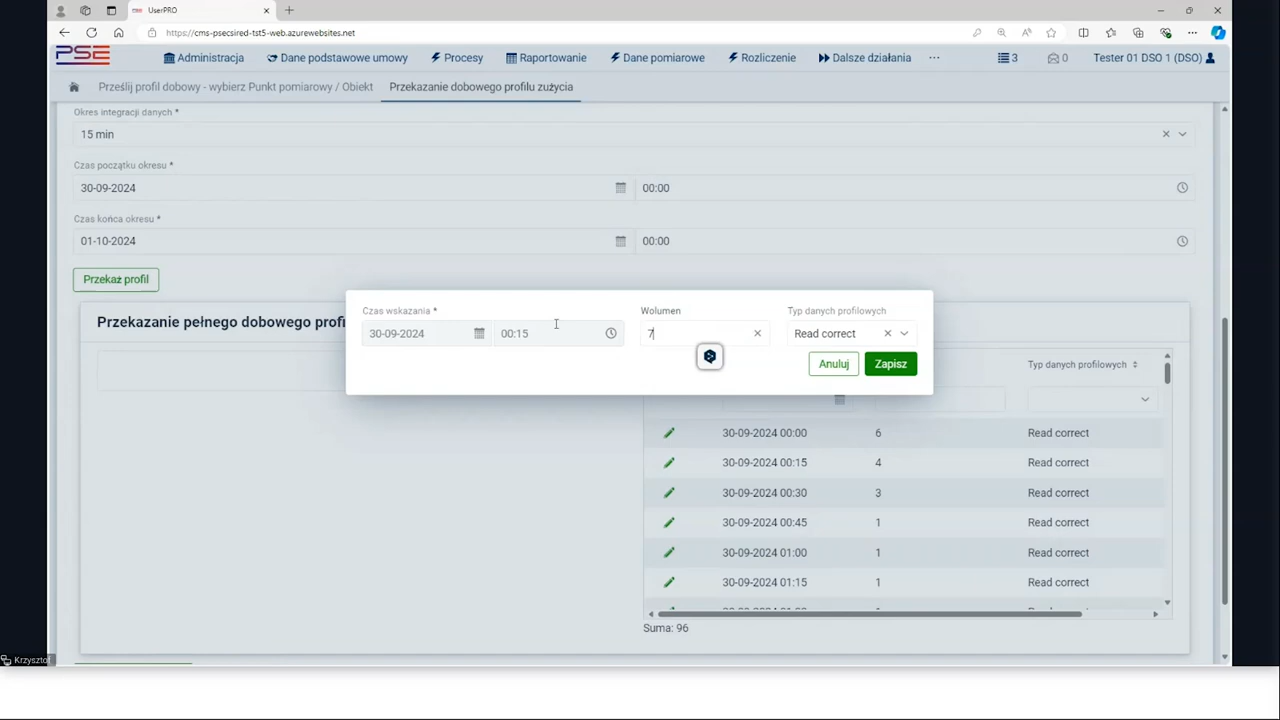 UserPRO
https://cms-psecsired-tst5-web.azurewebsites.net
PSE Administracja Dane podstawowe umowy Procesy Raportowanie Dane pomiarowe Rozliczenie Dalsze działania ... 3 0 Tester 01 DSO 1 (DSO)
Prześlij profil dobowy - wybierz Punkt pomiarowy / Obiekt Przekazanie dobowego profilu zużycia
Okres integracji danych *
15 min
Czas początku okresu *
30-09-2024 00:00
Czas końca okresu *
01-10-2024 00:00
Przekaż profil
Przekazanie pełnego dobowego profi
Czas wskazania * Wolumen Typ danych profilowych
30-09-2024 00:15 7 Read correct
Anuluj Zapisz
Typ danych profilowych
30-09-2024 00:00 6 Read correct
30-09-2024 00:15 4 Read correct
30-09-2024 00:30 3 Read correct
30-09-2024 00:45 1 Read correct
30-09-2024 01:00 1 Read correct
30-09-2024 01:15 1 Read correct
Suma: 96
Krzysztof